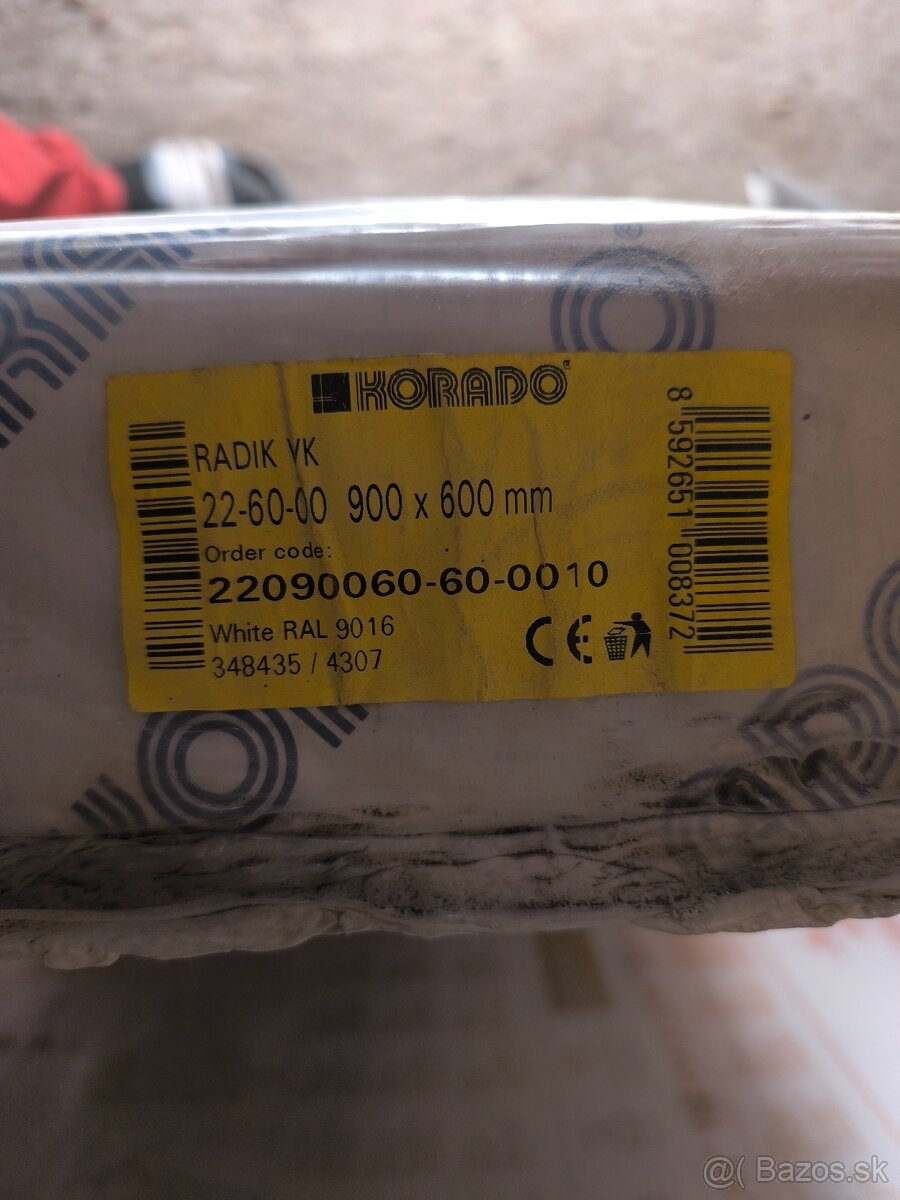 KORADO
RADIK VK
22-60-00 900 x 600 mm
Order code:
22090060-60-0010
White RAL 9016
348435 / 4307
CE
8 592651 008372
@( Bazos.sk